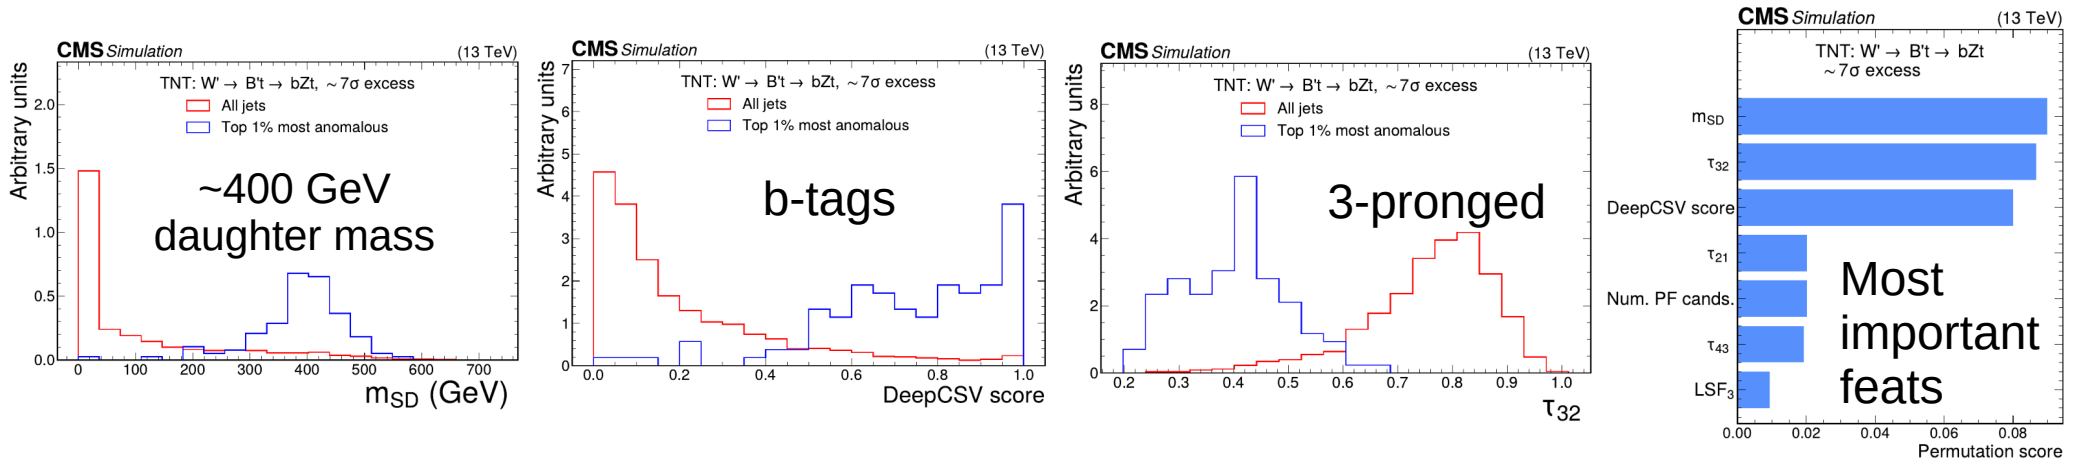 CMS Simulation (13 TeV)
TNT: W' → B't → bZt, ~7σ excess
All jets
Top 1% most anomalous
~400 GeV
daughter mass
Arbitrary units
2.0
1.5
1.0
0.5
0.0
0 100 200 300 400 500 600 700
mSD (GeV)
CMS Simulation (13 TeV)
TNT: W' → B't → bZt, ~7σ excess
All jets
Top 1% most anomalous
b-tags
Arbitrary units
7
6
5
4
3
2
1
0
0.0 0.2 0.4 0.6 0.8 1.0
DeepCSV score
CMS Simulation (13 TeV)
TNT: W' → B't → bZt, ~7σ excess
All jets
Top 1% most anomalous
3-pronged
Arbitrary units
8
6
4
2
0
0.2 0.3 0.4 0.5 0.6 0.7 0.8 0.9 1.0
τ32
CMS Simulation (13 TeV)
TNT: W' → B't → bZt
~7σ excess
mSD
τ32
DeepCSV score
τ21
Num. PF cands.
τ43
LSF3
Most
important
feats
0.00 0.02 0.04 0.06 0.08
Permutation score